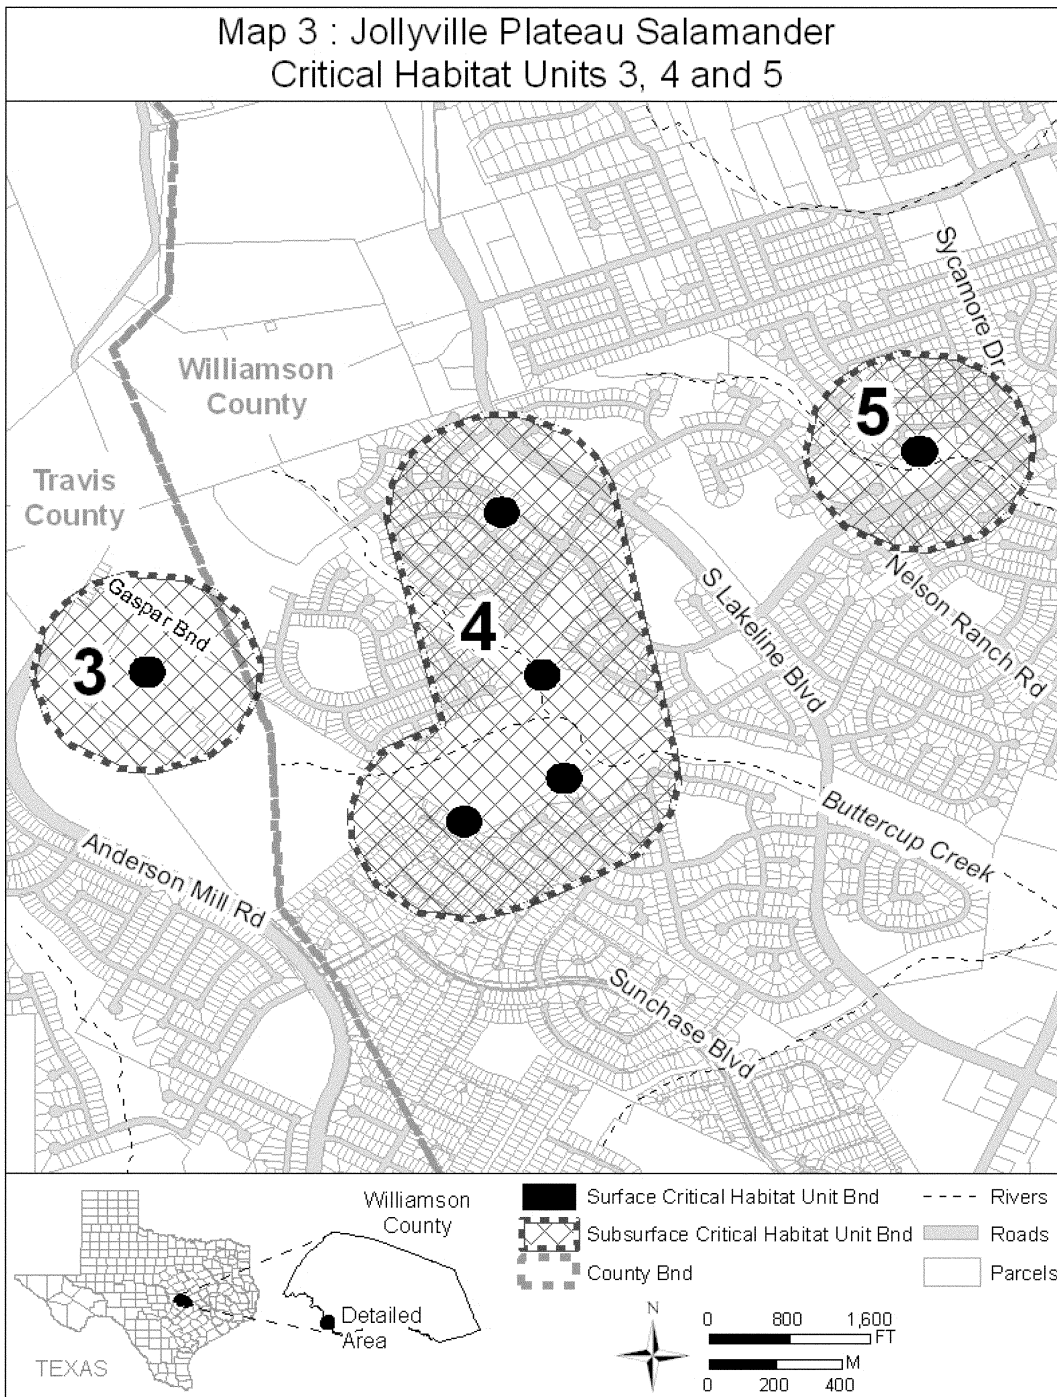 Map 3 : Jollyville Plateau Salamander
Critical Habitat Units 3, 4 and 5
Sycamore Dr
Williamson
County
5
Travis
County
Gaspar Bnd
3
4
S Lakeline Blvd
Nelson Ranch Rd
Buttercup Creek
Anderson Mill Rd
Sunchase Blvd
Williamson
County
Detailed
Area
TEXAS
Surface Critical Habitat Unit Bnd
Subsurface Critical Habitat Unit Bnd
County Bnd
Rivers
Roads
Parcels
N
0 800 1,600
FT
M
0 200 400